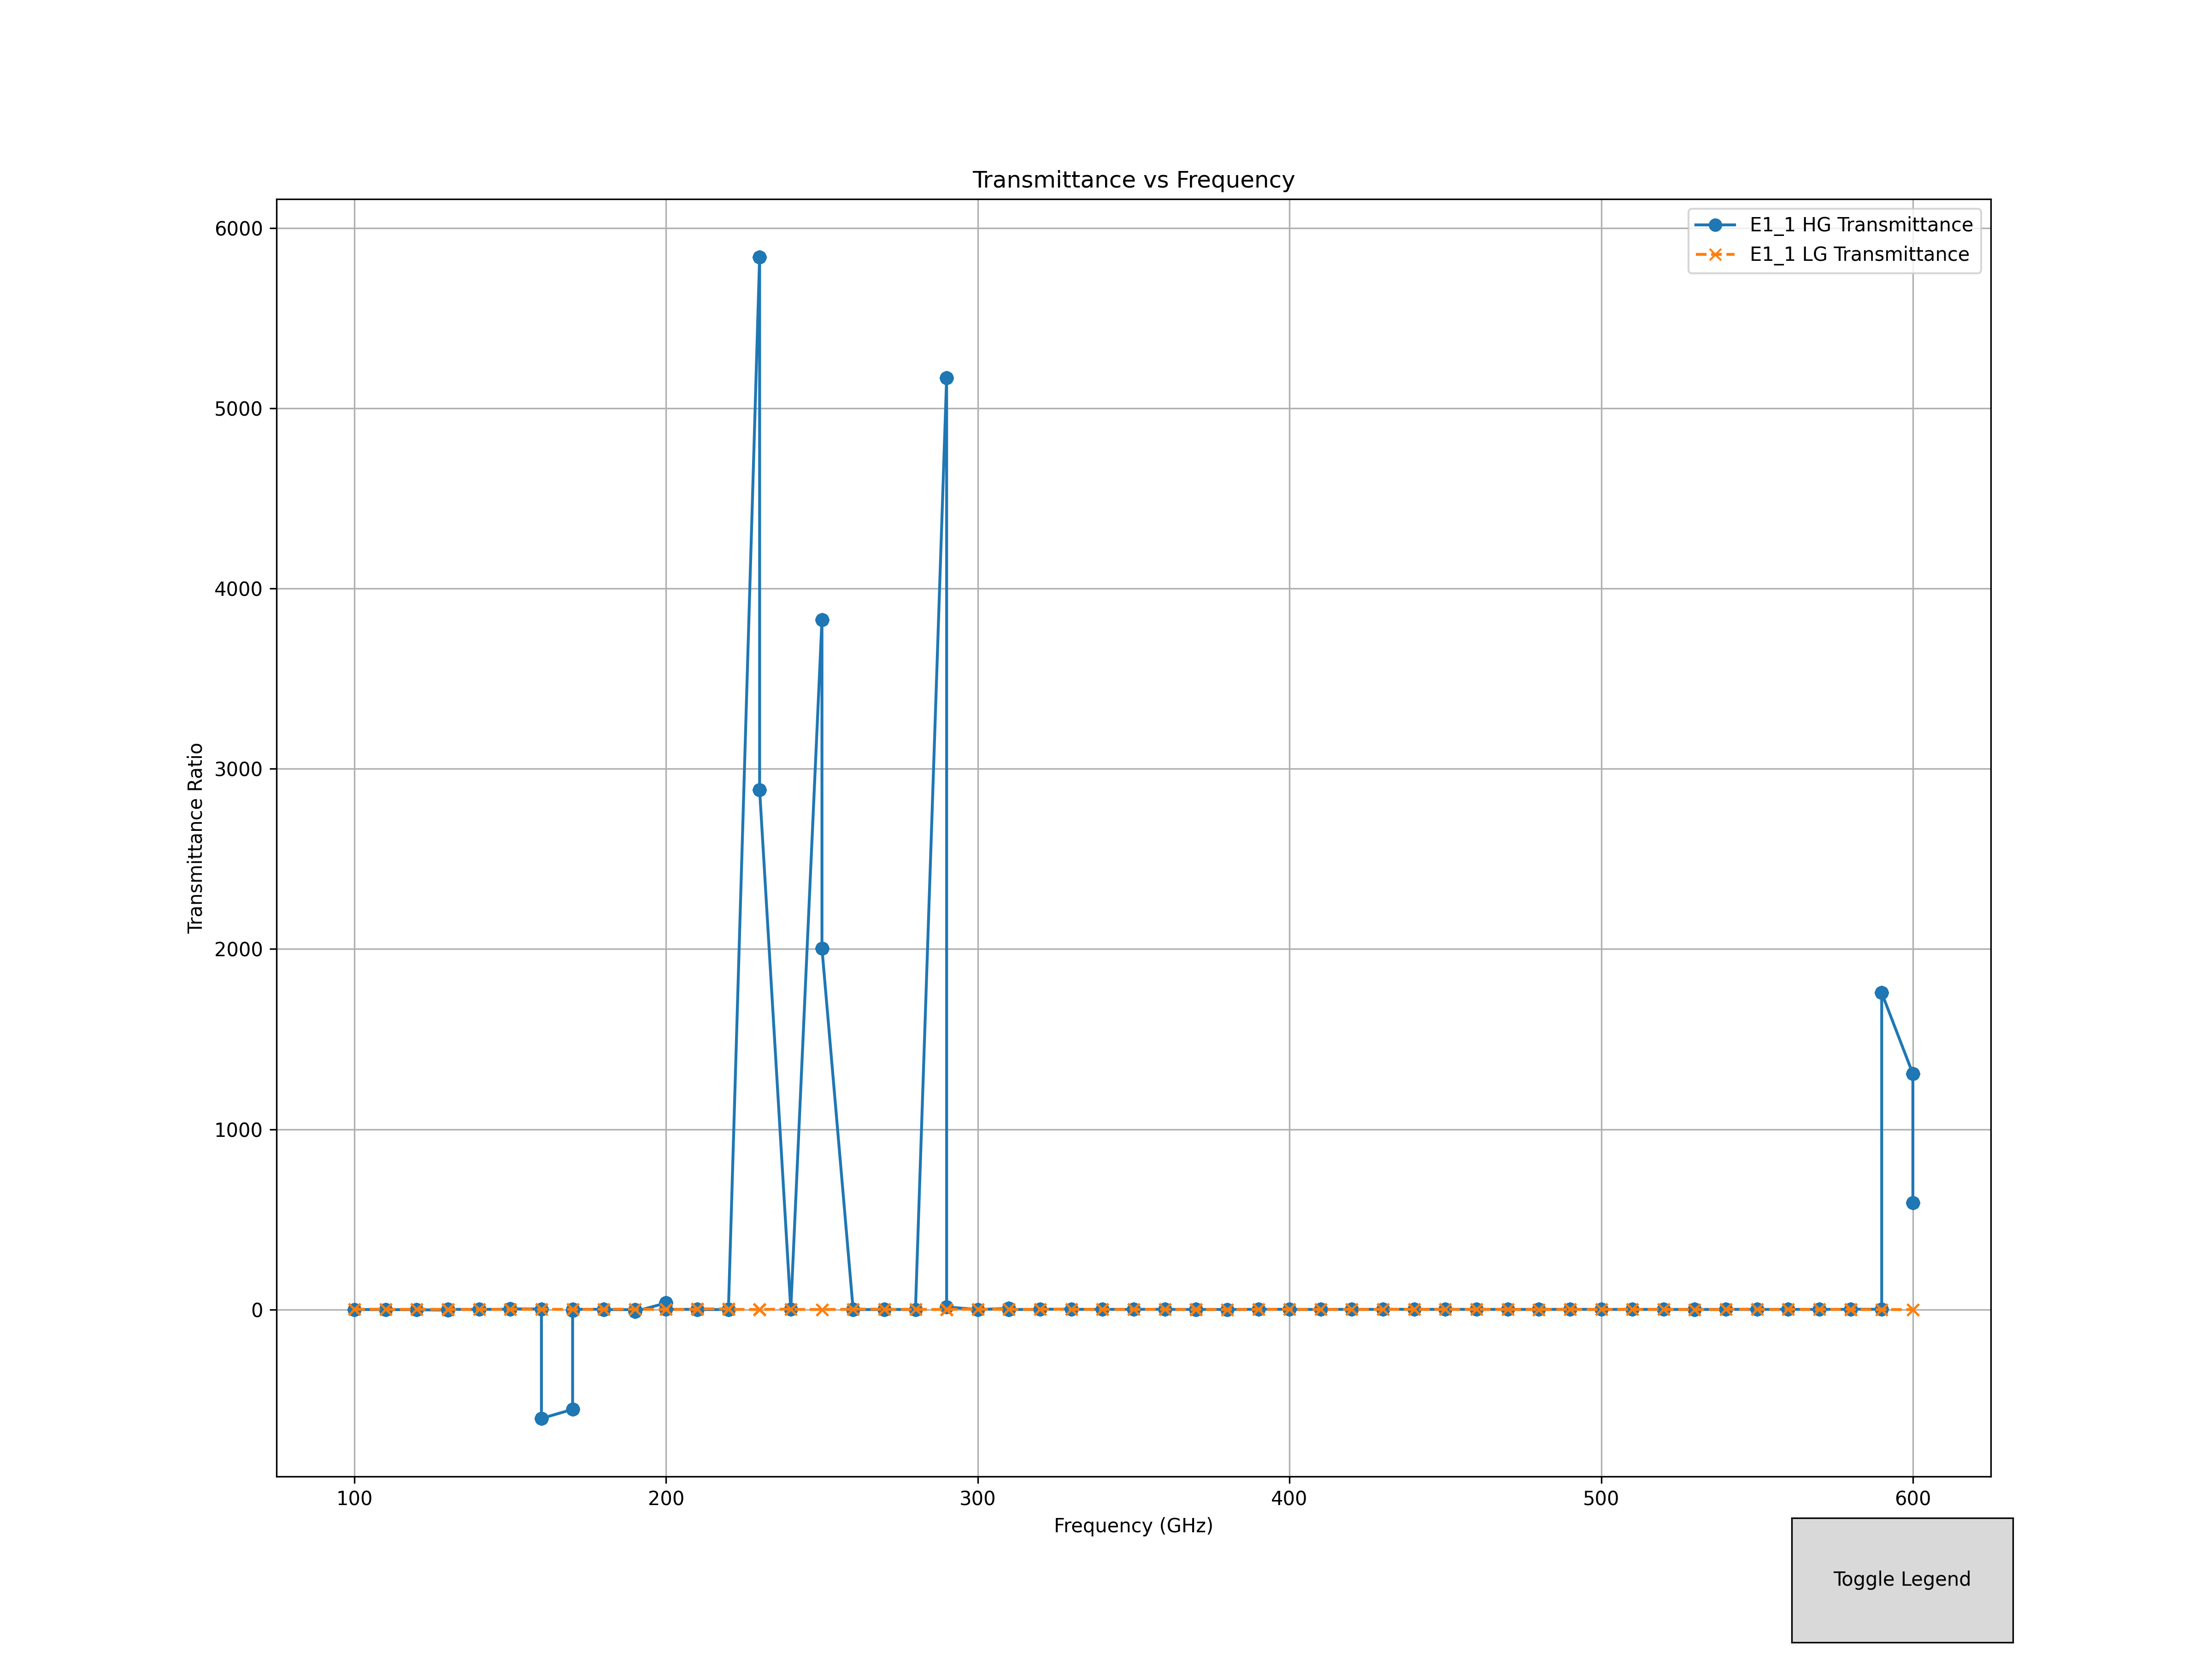 Transmittance vs Frequency
E1_1 HG Transmittance
E1_1 LG Transmittance
6000
5000
4000
3000
2000
1000
0
Transmittance Ratio
100 200 300 400 500 600
Frequency (GHz)
Toggle Legend